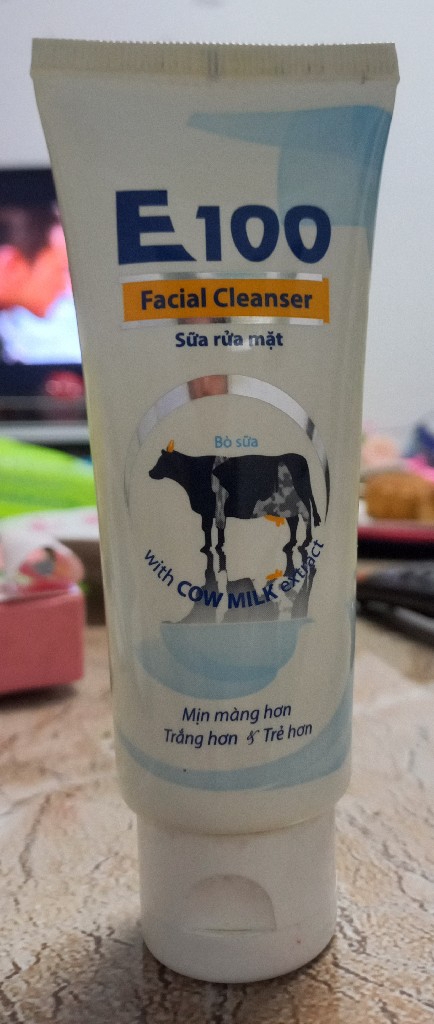 E100
Facial Cleanser
Sữa rửa mặt
Bò sữa
with COW MILK extract
Mịn màng hơn
Trắng hơn & Trẻ hơn